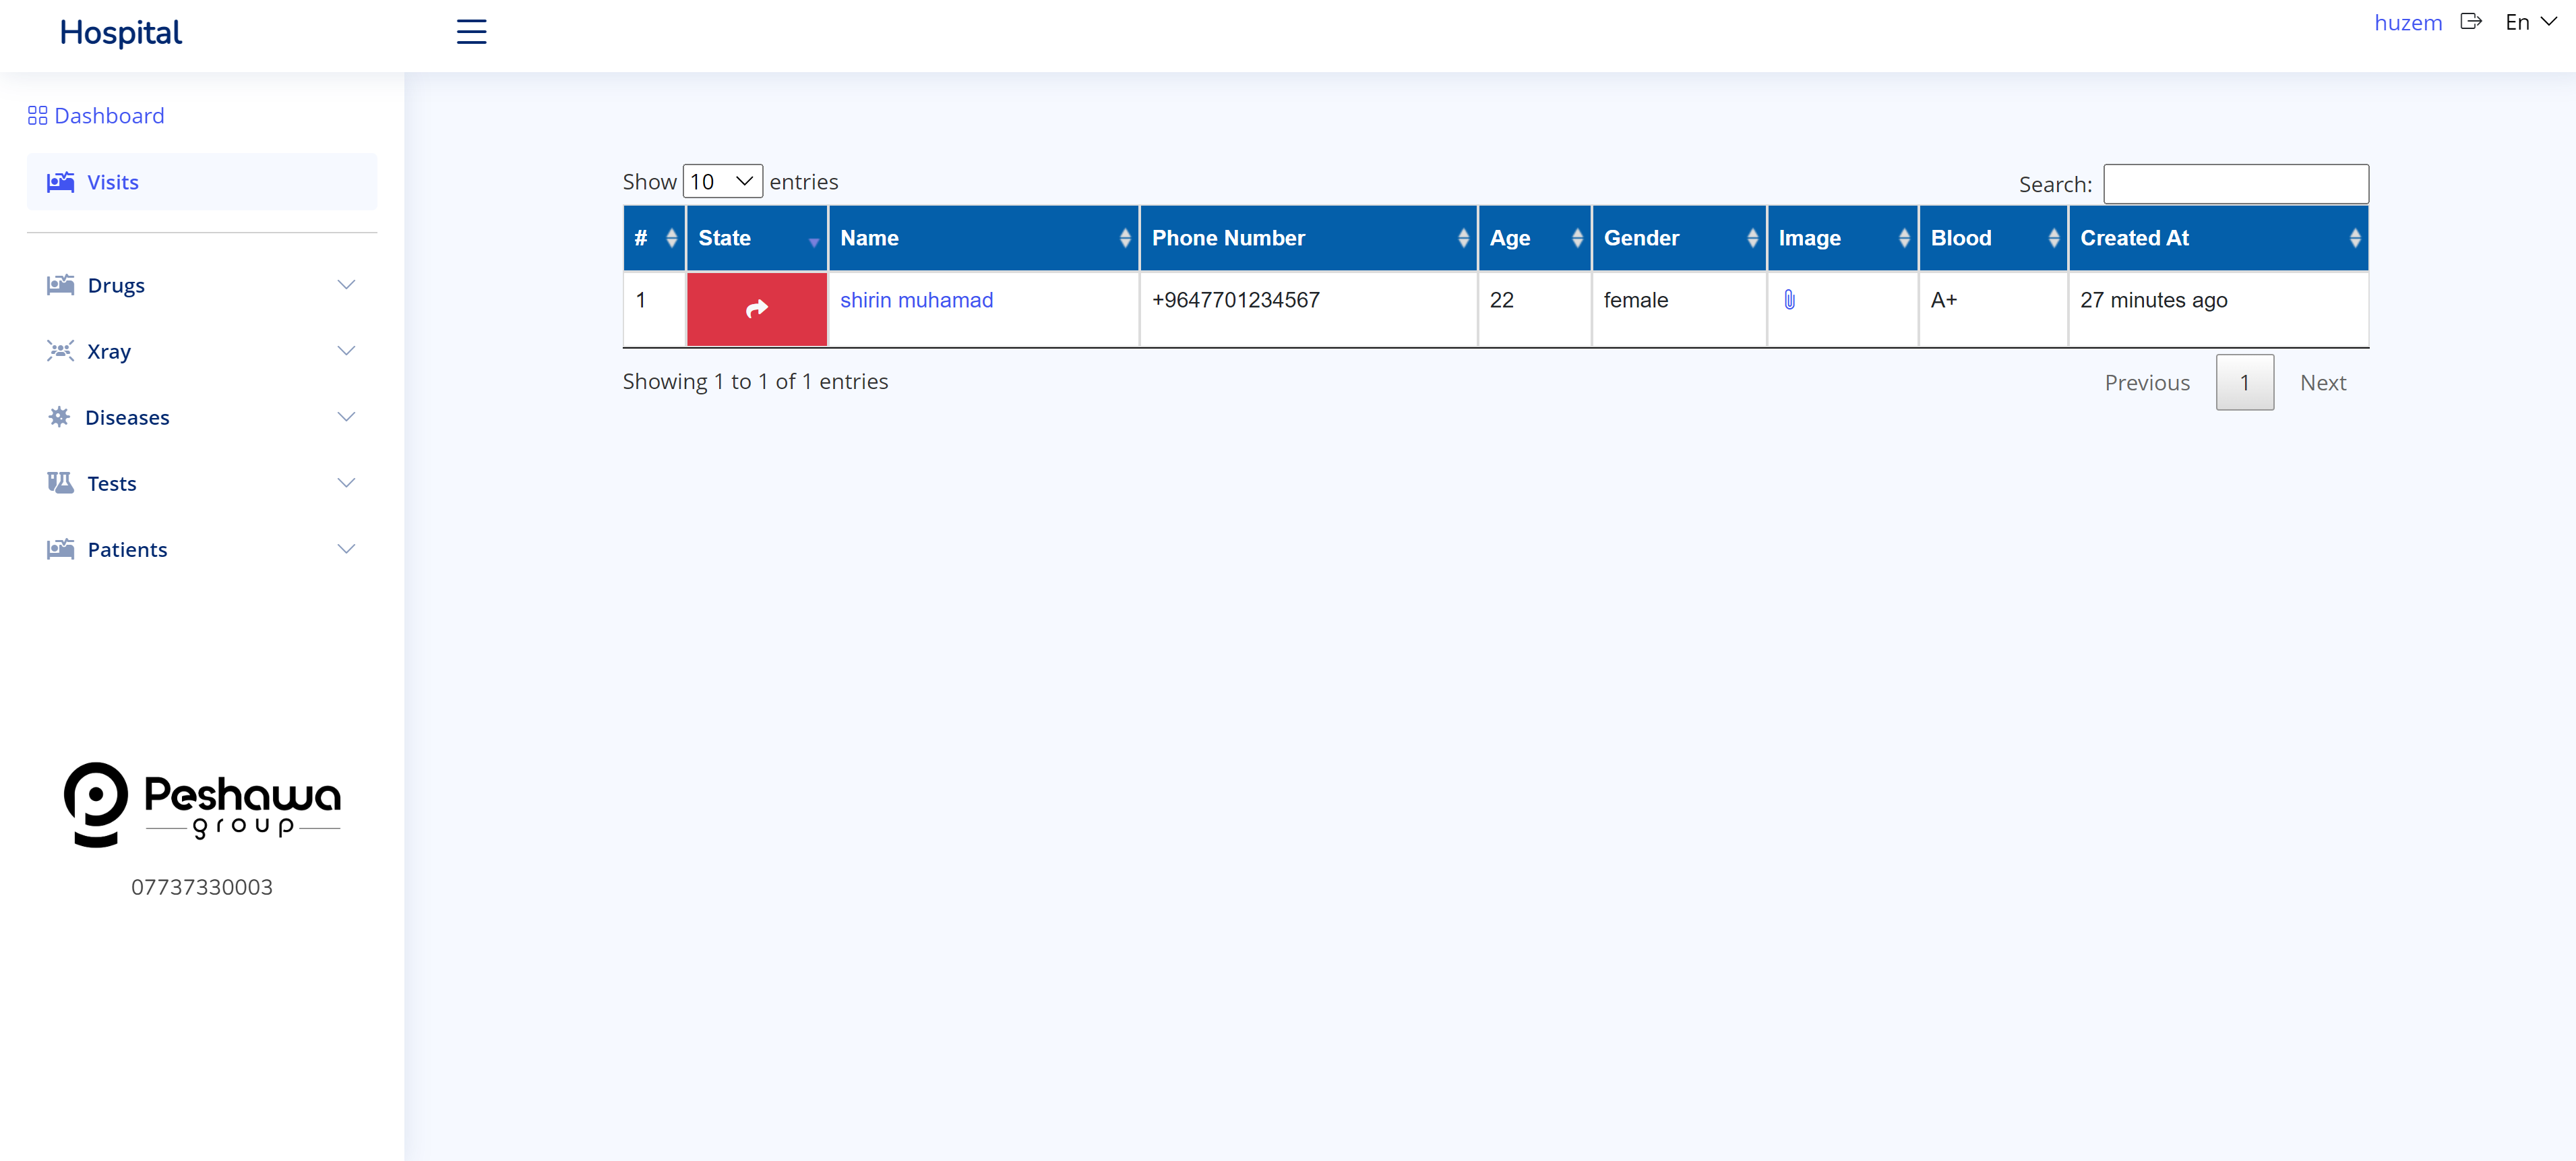 Hospital
huzem En
Dashboard
Visits
Drugs
Xray
Diseases
Tests
Patients
Peshawa
group
07737330003
Show 10 entries
Search:
# State Name Phone Number Age Gender Image Blood Created At
1 shirin muhamad +9647701234567 22 female A+ 27 minutes ago
Showing 1 to 1 of 1 entries
Previous 1 Next